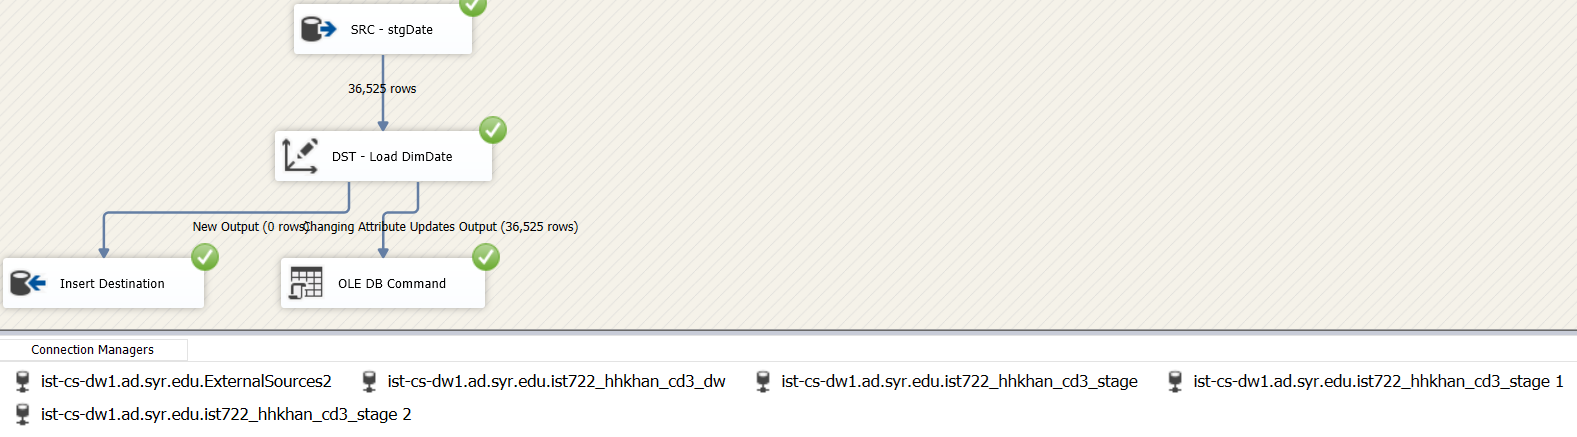 SRC - stgDate
36,525 rows
DST - Load DimDate
New Output (0 rows)
Changing Attribute Updates Output (36,525 rows)
Insert Destination
OLE DB Command
Connection Managers
ist-cs-dw1.ad.syr.edu.ExternalSources2
ist-cs-dw1.ad.syr.edu.ist722_hhkhan_cd3_dw
ist-cs-dw1.ad.syr.edu.ist722_hhkhan_cd3_stage
ist-cs-dw1.ad.syr.edu.ist722_hhkhan_cd3_stage 1
ist-cs-dw1.ad.syr.edu.ist722_hhkhan_cd3_stage 2